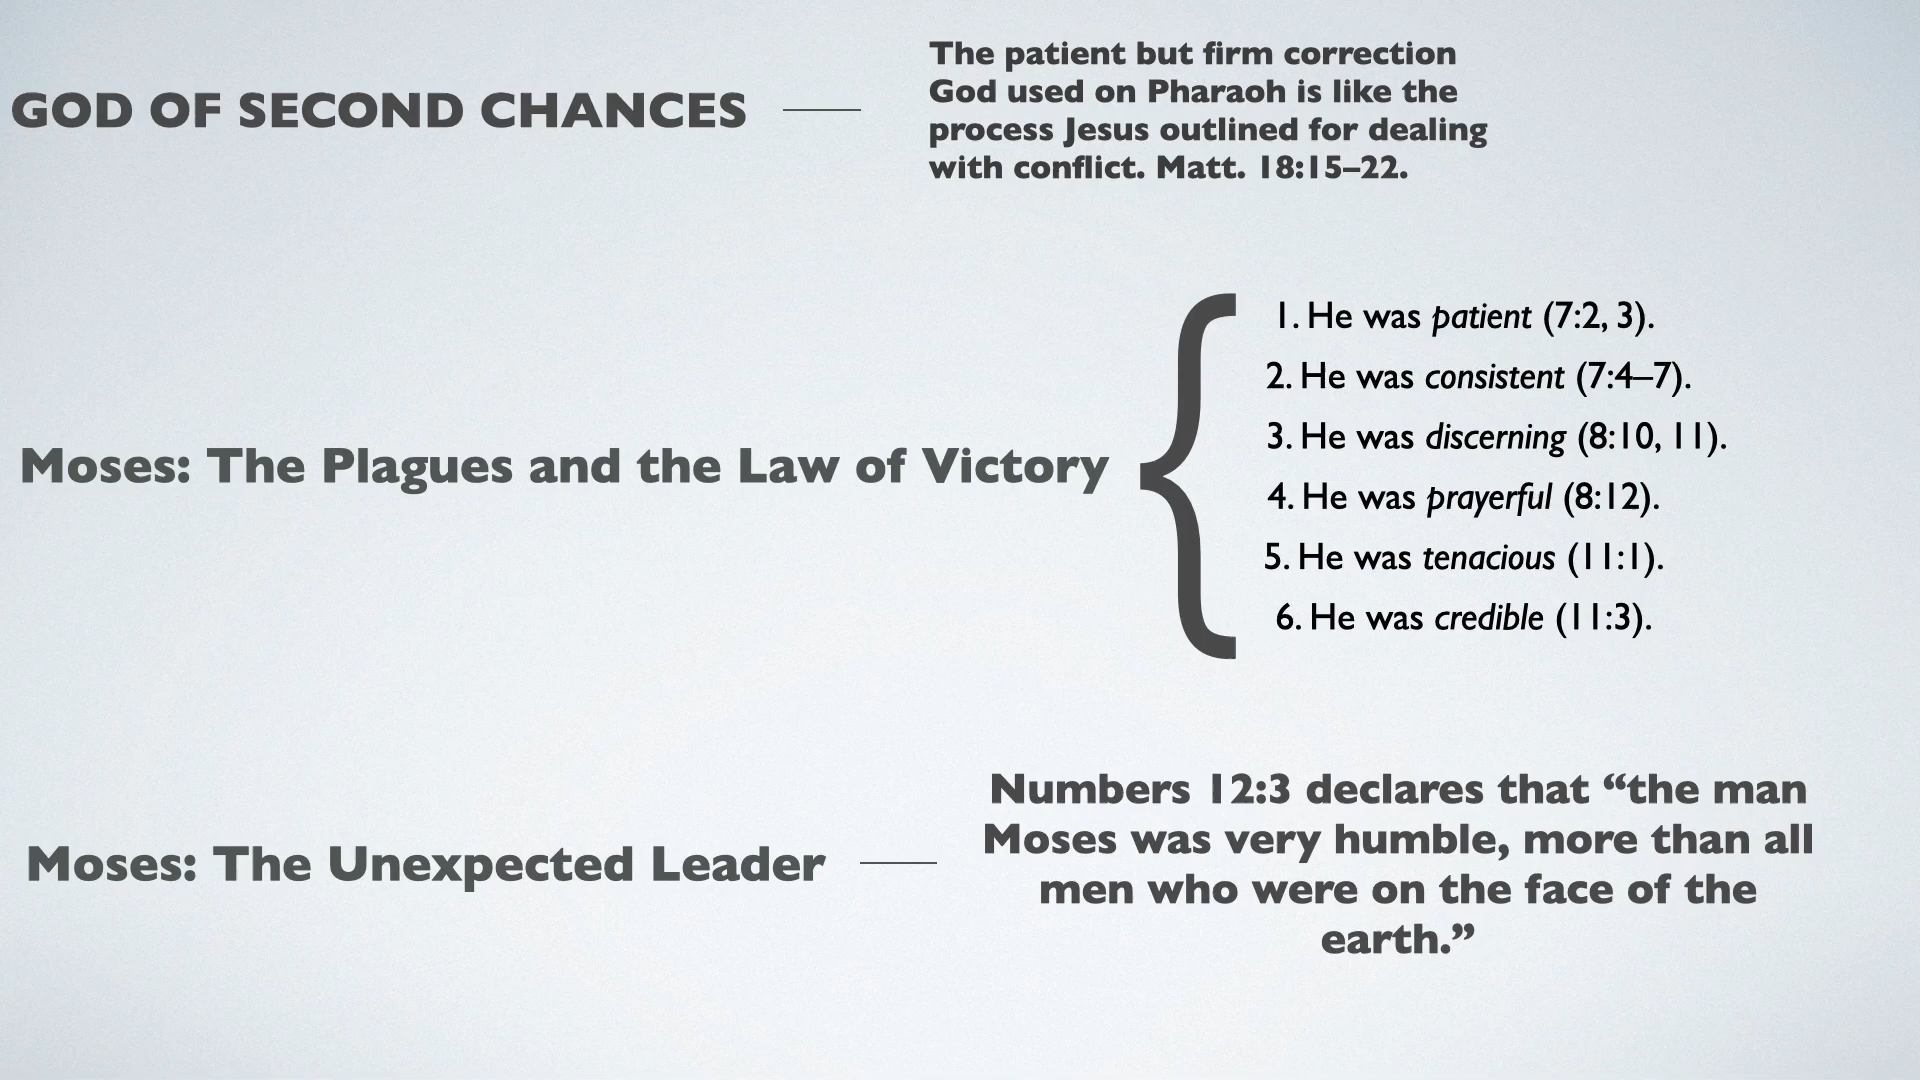 GOD OF SECOND CHANCES
The patient but firm correction
God used on Pharaoh is like the
process Jesus outlined for dealing
with conflict. Matt. 18:15–22.
Moses: The Plagues and the Law of Victory
1. He was patient (7:2, 3).
2. He was consistent (7:4–7).
3. He was discerning (8:10, 11).
4. He was prayerful (8:12).
5. He was tenacious (11:1).
6. He was credible (11:3).
Moses: The Unexpected Leader
Numbers 12:3 declares that “the man
Moses was very humble, more than all
men who were on the face of the
earth.”